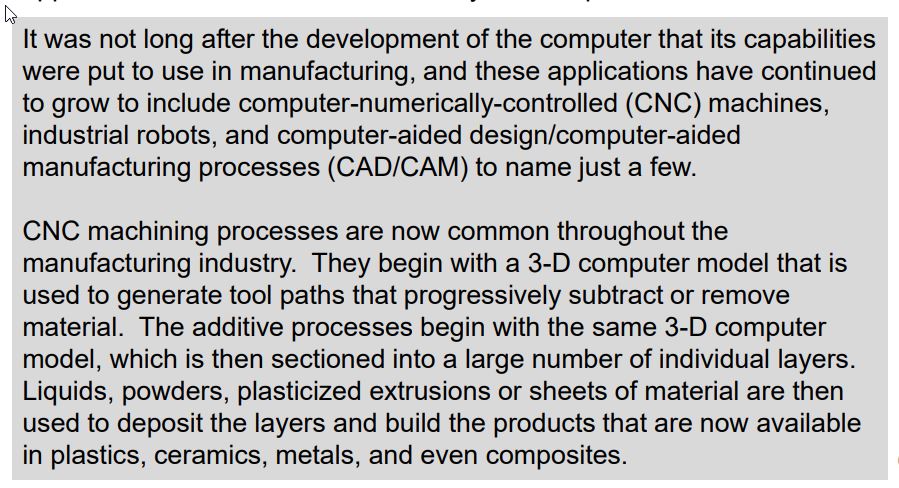 It was not long after the development of the computer that its capabilities
were put to use in manufacturing, and these applications have continued
to grow to include computer-numerically-controlled (CNC) machines,
industrial robots, and computer-aided design/computer-aided
manufacturing processes (CAD/CAM) to name just a few.
CNC machining processes are now common throughout the
manufacturing industry.  They begin with a 3-D computer model that is
used to generate tool paths that progressively subtract or remove
material.  The additive processes begin with the same 3-D computer
model, which is then sectioned into a large number of individual layers.
Liquids, powders, plasticized extrusions or sheets of material are then
used to deposit the layers and build the products that are now available
in plastics, ceramics, metals, and even composites.